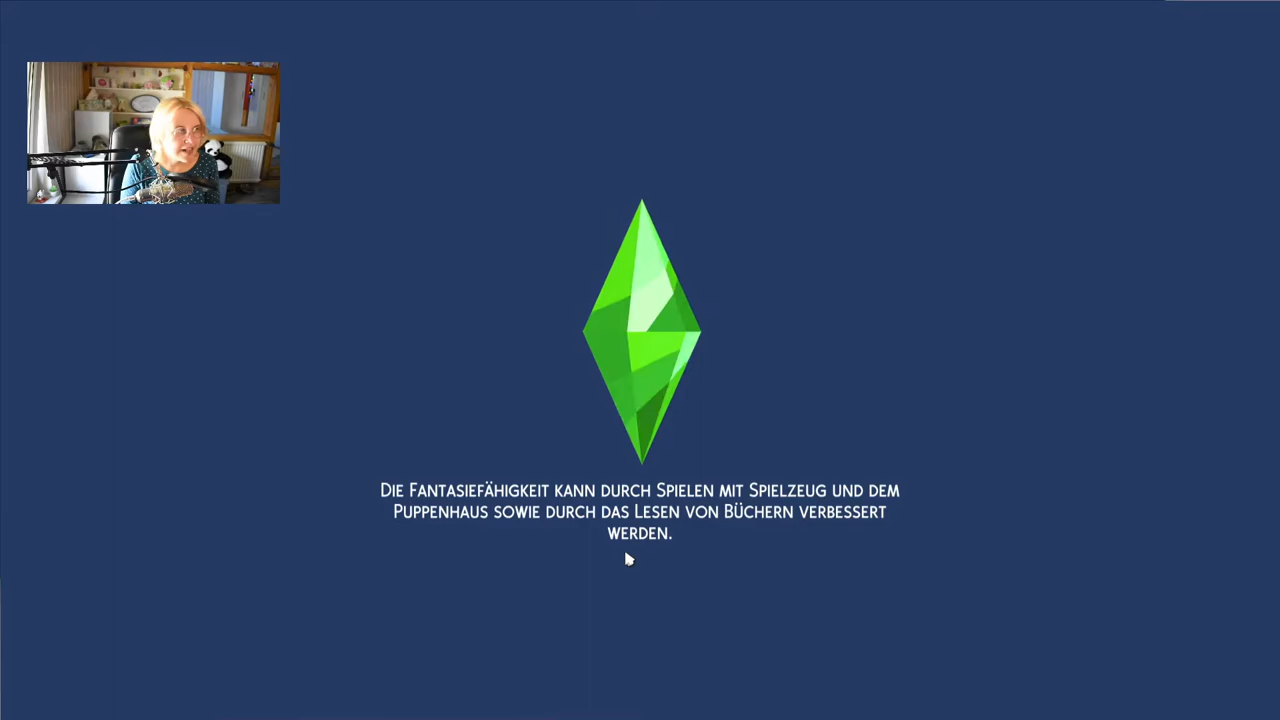 Die Fantasiefähigkeit kann durch Spielen mit Spielzeug und dem
Puppenhaus sowie durch das Lesen von Büchern verbessert
werden.